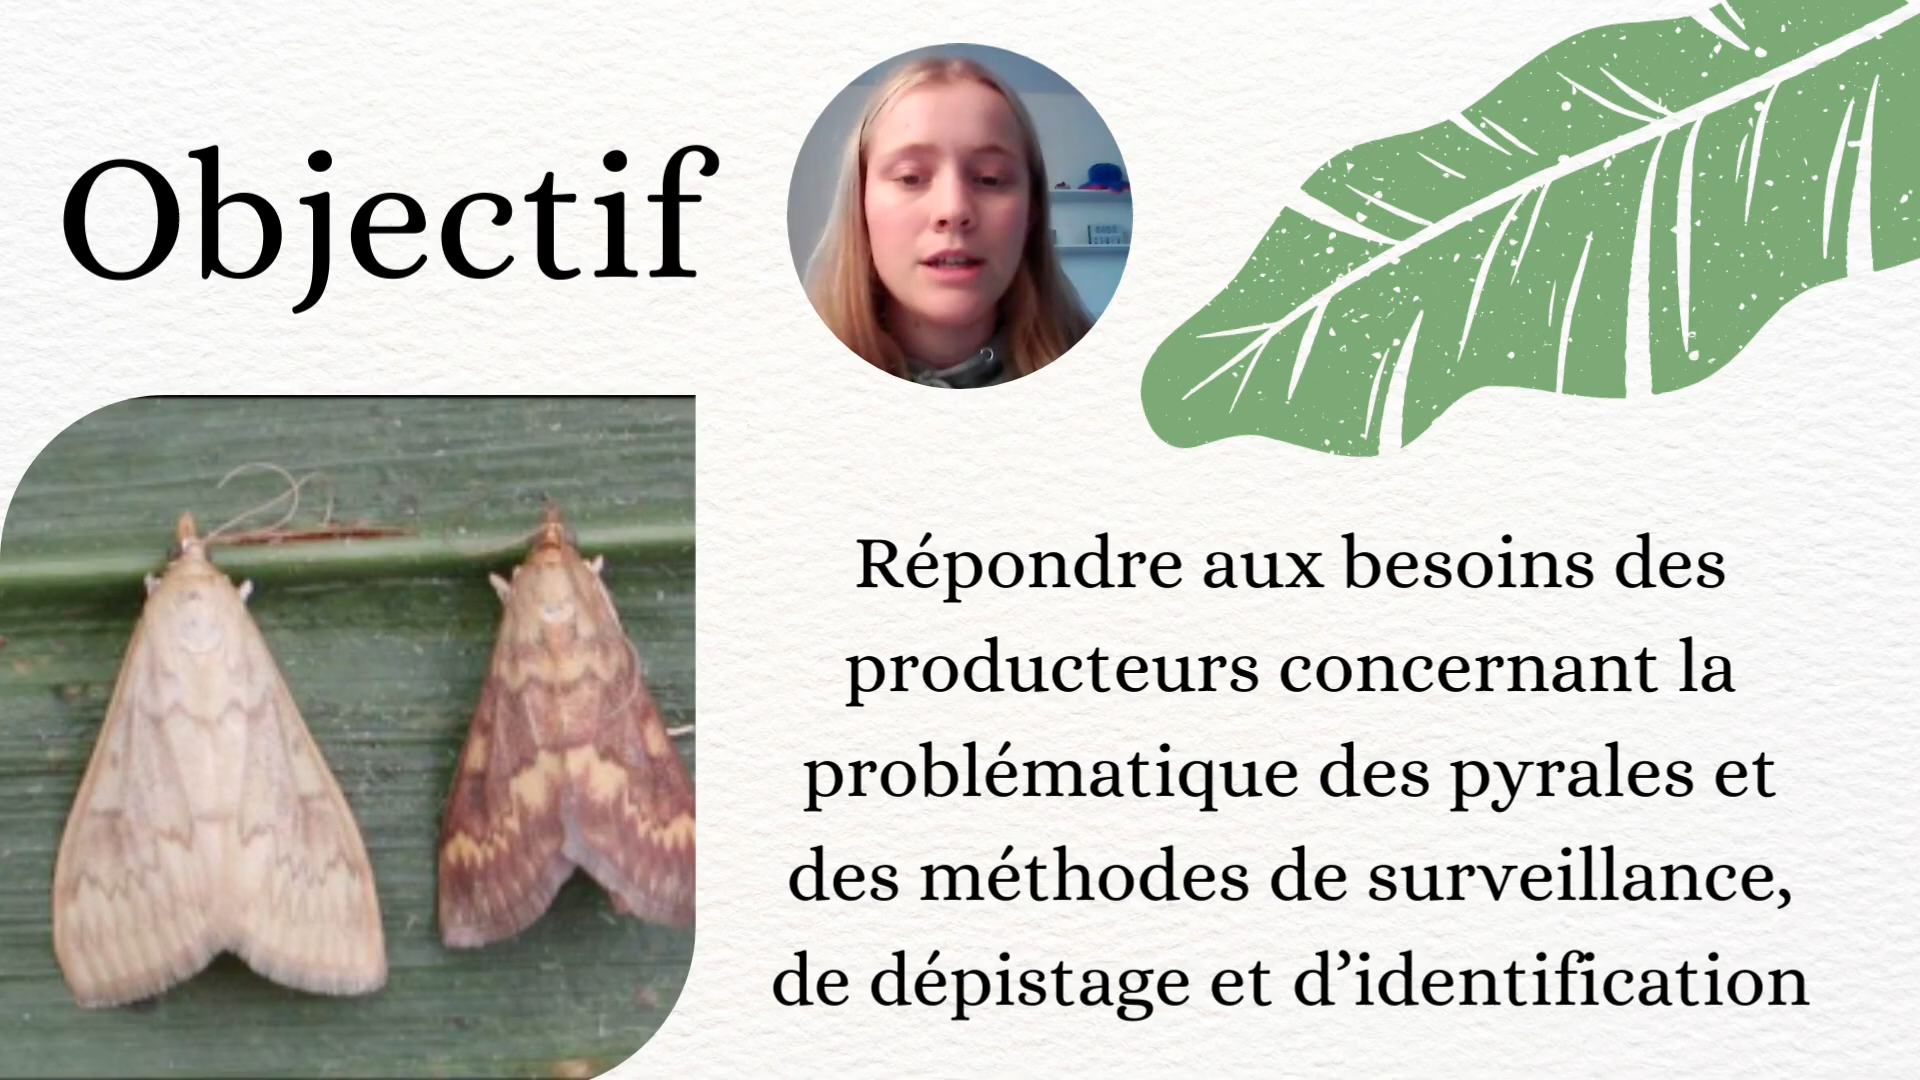 Objectif
Répondre aux besoins des
producteurs concernant la
problématique des pyrales et
des méthodes de surveillance,
de dépistage et d’identification